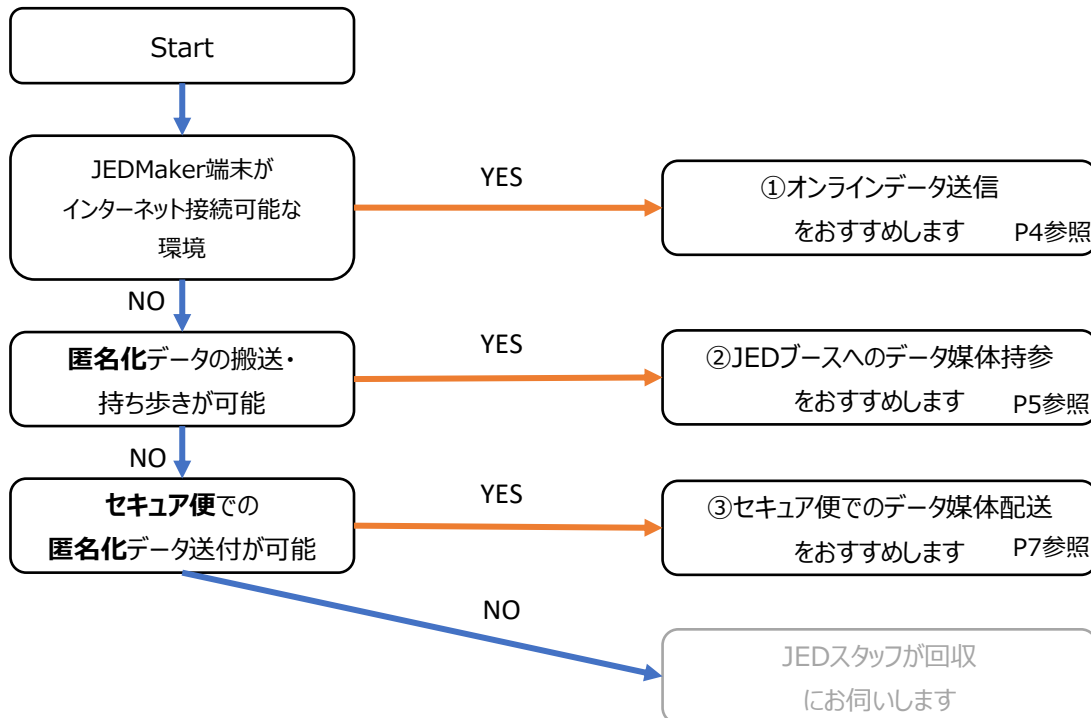 Start
JEDMaker端末が
インターネット接続可能な
環境
YES
①オンラインデータ送信
をおすすめします P4参照
NO
匿名化データの搬送・
持ち歩きが可能
YES
②JEDブースへのデータ媒体持参
をおすすめします P5参照
NO
セキュア便での
匿名化データ送付が可能
YES
③セキュア便でのデータ媒体配送
をおすすめします P7参照
NO
JEDスタッフが回収
にお伺いします